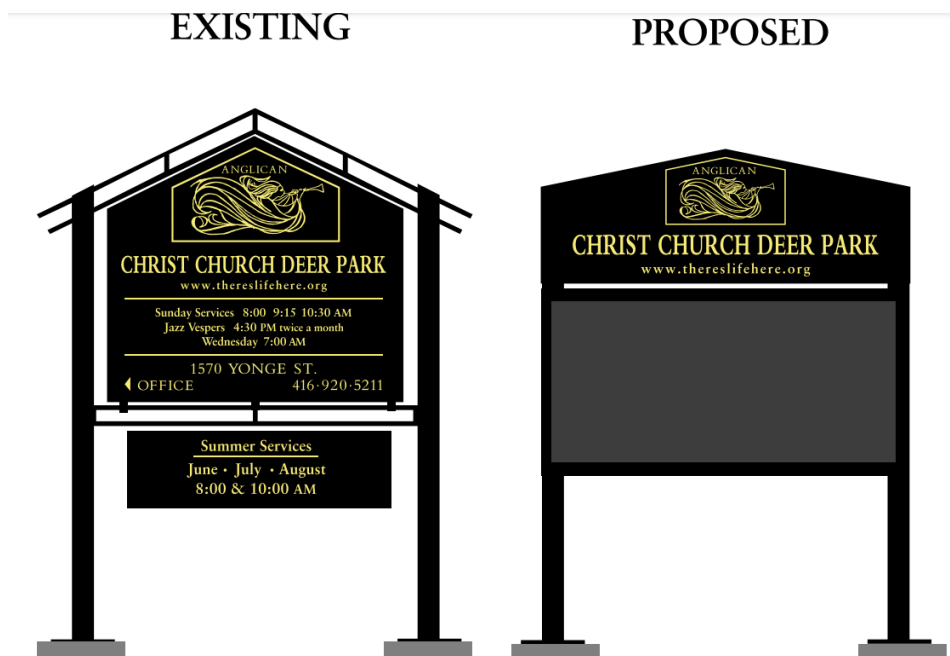 EXISTING
ANGLICAN
CHRIST CHURCH DEER PARK
www.thereslifehere.org
Sunday Services 8:00 9:15 10:30 AM
Jazz Vespers 4:30 PM twice a month
Wednesday 7:00 AM
1570 YONGE ST.
OFFICE 416·920·5211
Summer Services
June · July · August
8:00 & 10:00 AM
PROPOSED
ANGLICAN
CHRIST CHURCH DEER PARK
www.thereslifehere.org